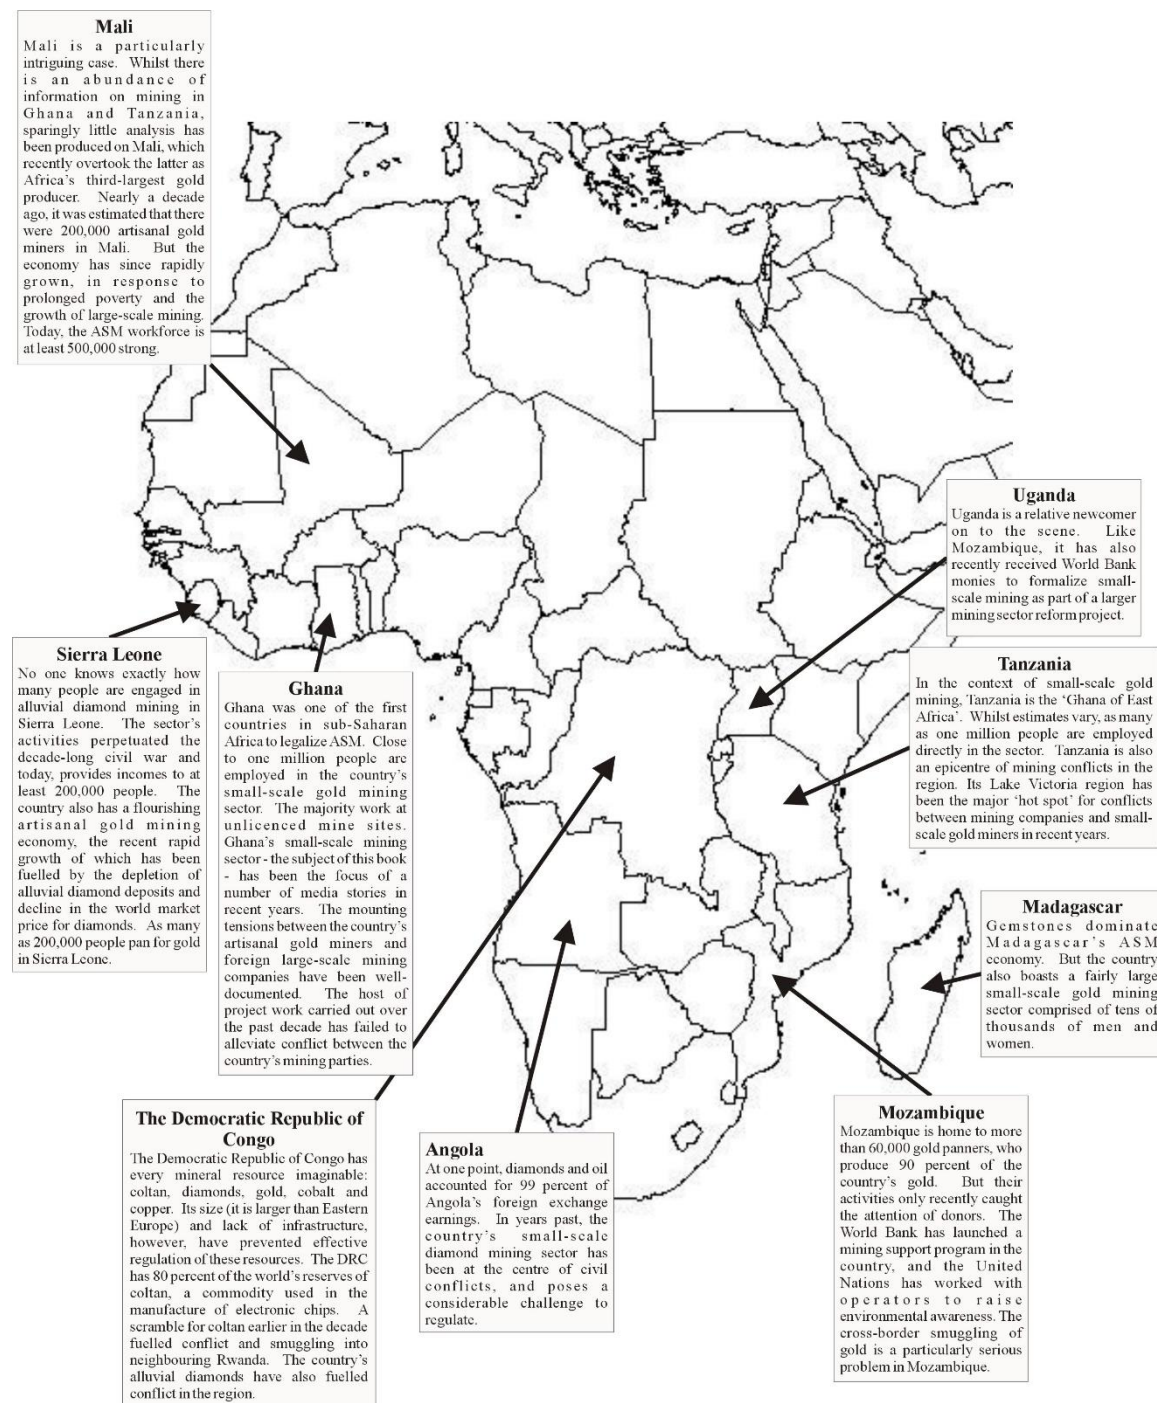 Mali
Mali is a particularly
intriguing case. Whilst there
is an abundance of
information on mining in
Ghana and Tanzania,
sparingly little analysis has
been produced on Mali, which
recently overtook the latter as
Africa's third-largest gold
producer. Nearly a decade
ago, it was estimated that there
were 200,000 artisanal gold
miners in Mali. But the
economy has since rapidly
grown, in response to
prolonged poverty and the
growth of large-scale mining.
Today, the ASM workforce is
at least 500,000 strong.
Uganda
Uganda is a relative newcomer
on to the scene. Like
Mozambique, it has also
recently received World Bank
monies to formalize small-
scale mining as part of a larger
mining sector reform project.
Sierra Leone
No one knows exactly how
many people are engaged in
alluvial diamond mining in
Sierra Leone. The sector's
activities perpetuated the
decade-long civil war and
today, provides incomes to at
least 200,000 people. The
country also has a flourishing
artisanal gold mining
economy, the recent rapid
growth of which has been
fuelled by the depletion of
alluvial diamond deposits and
decline in the world market
price for diamonds. As many
as 200,000 people pan for gold
in Sierra Leone.
Ghana
Ghana was one of the first
countries in sub-Saharan
Africa to legalize ASM. Close
to one million people are
employed in the country's
small-scale gold mining
sector. The majority work at
unlicenced mine sites.
Ghana's small-scale mining
sector - the subject of this book
- has been the focus of a
number of media stories in
recent years. The mounting
tensions between the country's
artisanal gold miners and
foreign large-scale mining
companies have been well-
documented. The host of
project work carried out over
the past decade has failed to
alleviate conflict between the
country's mining parties.
Tanzania
In the context of small-scale gold
mining, Tanzania is the 'Ghana of East
Africa'. Whilst estimates vary, as many
as one million people are employed
directly in the sector. Tanzania is also
an epicentre of mining conflicts in the
region. Its Lake Victoria region has
been the major 'hot spot' for conflicts
between mining companies and small-
scale gold miners in recent years.
Madagascar
Gemstones dominate
Madagascar's ASM
economy. But the country
also boasts a fairly large
small-scale gold mining
sector comprised of tens of
thousands of men and
women.
The Democratic Republic of
Congo
The Democratic Republic of Congo has
every mineral resource imaginable:
coltan, diamonds, gold, cobalt and
copper. Its size (it is larger than Eastern
Europe) and lack of infrastructure,
however, have prevented effective
regulation of these resources. The DRC
has 80 percent of the world's reserves of
coltan, a commodity used in the
manufacture of electronic chips. A
scramble for coltan earlier in the decade
fuelled conflict and smuggling into
neighbouring Rwanda. The country's
alluvial diamonds have also fuelled
conflict in the region.
Angola
At one point, diamonds and oil
accounted for 99 percent of
Angola's foreign exchange
earnings. In years past, the
country's small-scale
diamond mining sector has
been at the centre of civil
conflicts, and poses a
considerable challenge to
regulate.
Mozambique
Mozambique is home to more
than 60,000 gold panners, who
produce 90 percent of the
country's gold. But their
activities only recently caught
the attention of donors. The
World Bank has launched a
mining support program in the
country, and the United
Nations has worked with
operators to raise
environmental awareness. The
cross-border smuggling of
gold is a particularly serious
problem in Mozambique.